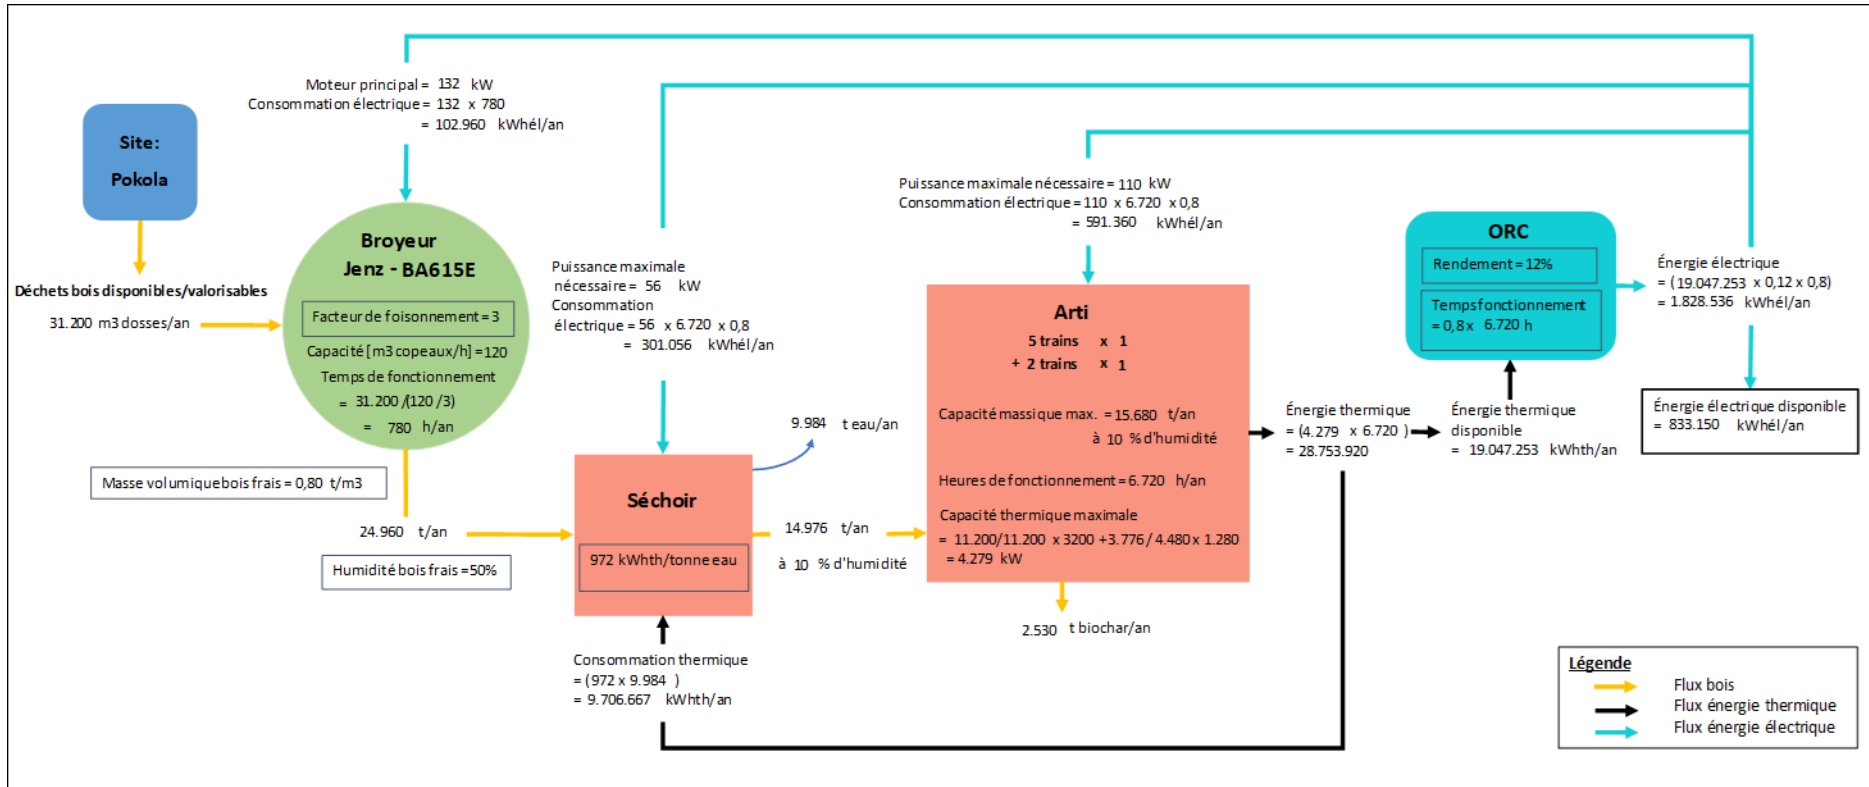 Site:
Pokola
Déchets bois disponibles/valorisables
31.200 m3 dosses/an
Moteur principal = 132 kW
Consommation électrique = 132 x 780
= 102.960 kWhél/an
Broyeur
Jenz - BA615E
Facteur de foisonnement = 3
Capacité [m3 copeaux/h] = 120
Temps de fonctionnement
= 31.200 /(120 /3)
= 780 h/an
Masse volumique bois frais = 0,80 t/m3
24.960 t/an
Humidité bois frais =50%
Puissance maximale
nécessaire = 56 kW
Consommation
électrique = 56 x 6.720 x 0,8
= 301.056 kWhél/an
Séchoir
972 kWhth/tonne eau
9.984 t eau/an
14.976 t/an
à 10 % d'humidité
Consommation thermique
= (972 x 9.984 )
= 9.706.667 kWhth/an
Puissance maximale nécessaire = 110 kW
Consommation électrique = 110 x 6.720 x 0,8
= 591.360 kWhél/an
Arti
5 trains x 1
+ 2 trains x 1
Capacité massique max. = 15.680 t/an
à 10 % d'humidité
Heures de fonctionnement = 6.720 h/an
Capacité thermique maximale
= 11.200/11.200 x 3200 + 3.776 / 4.480 x 1.280
= 4.279 kW
2.530 t biochar/an
Énergie thermique
= (4.279 x 6.720 )
= 28.753.920
Énergie thermique
disponible
= 19.047.253 kWhth/an
ORC
Rendement = 12%
Temps fonctionnement
= 0,8 x 6.720 h
Énergie électrique
= (19.047.253 x 0,12 x 0,8)
= 1.828.536 kWhél/an
Énergie électrique disponible
= 833.150 kWhél/an
Légende
Flux bois
Flux énergie thermique
Flux énergie électrique